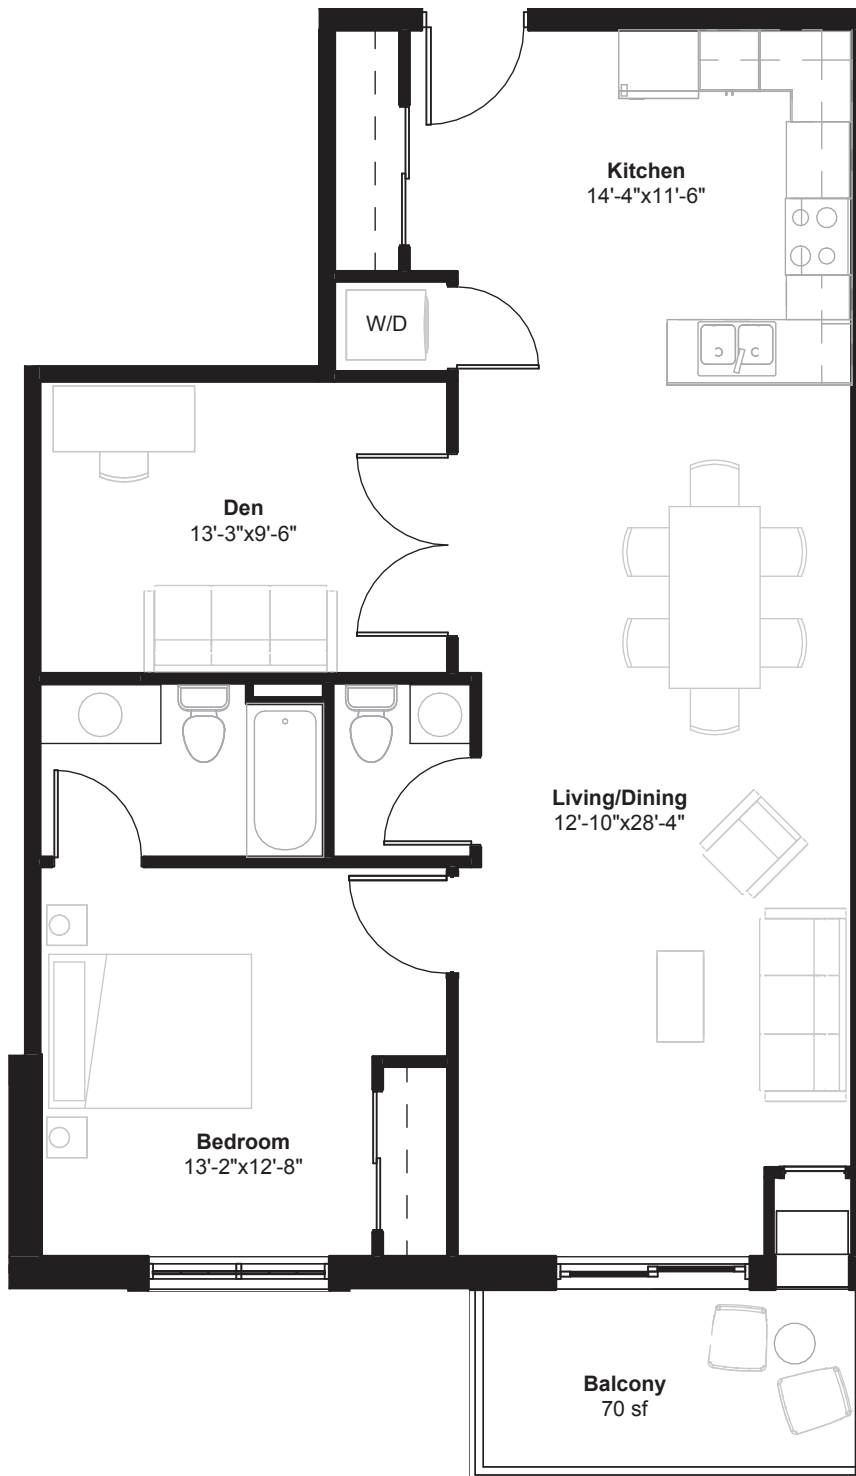 Kitchen
14'-4"x11'-6"
W/D
Den
13'-3"x9'-6"
Living/Dining
12'-10"x28'-4"
Bedroom
13'-2"x12'-8"
Balcony
70 sf